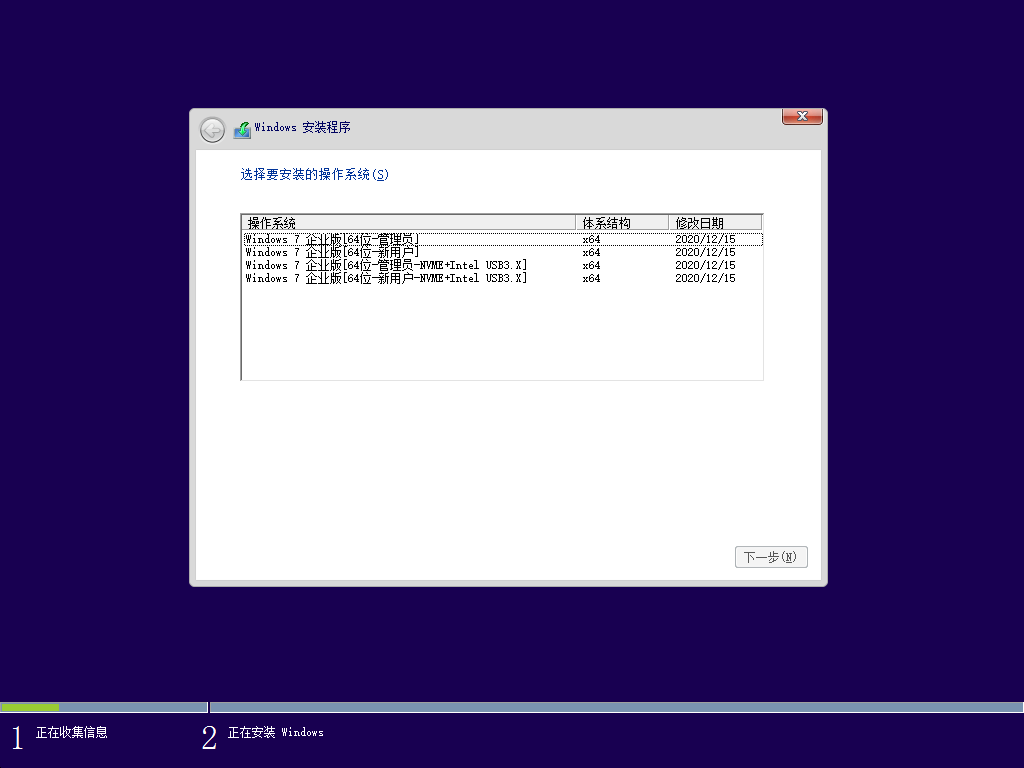 Windows 安装程序
选择要安装的操作系统(S)
操作系统 体系结构 修改日期
Windows 7 企业版[64位-管理员] x64 2020/12/15
Windows 7 企业版[64位-新用户] x64 2020/12/15
Windows 7 企业版[64位-管理员-NVME+Intel USB3.X] x64 2020/12/15
Windows 7 企业版[64位-新用户-NVME+Intel USB3.X] x64 2020/12/15
下一步(N)
1 正在收集信息 2 正在安装 Windows